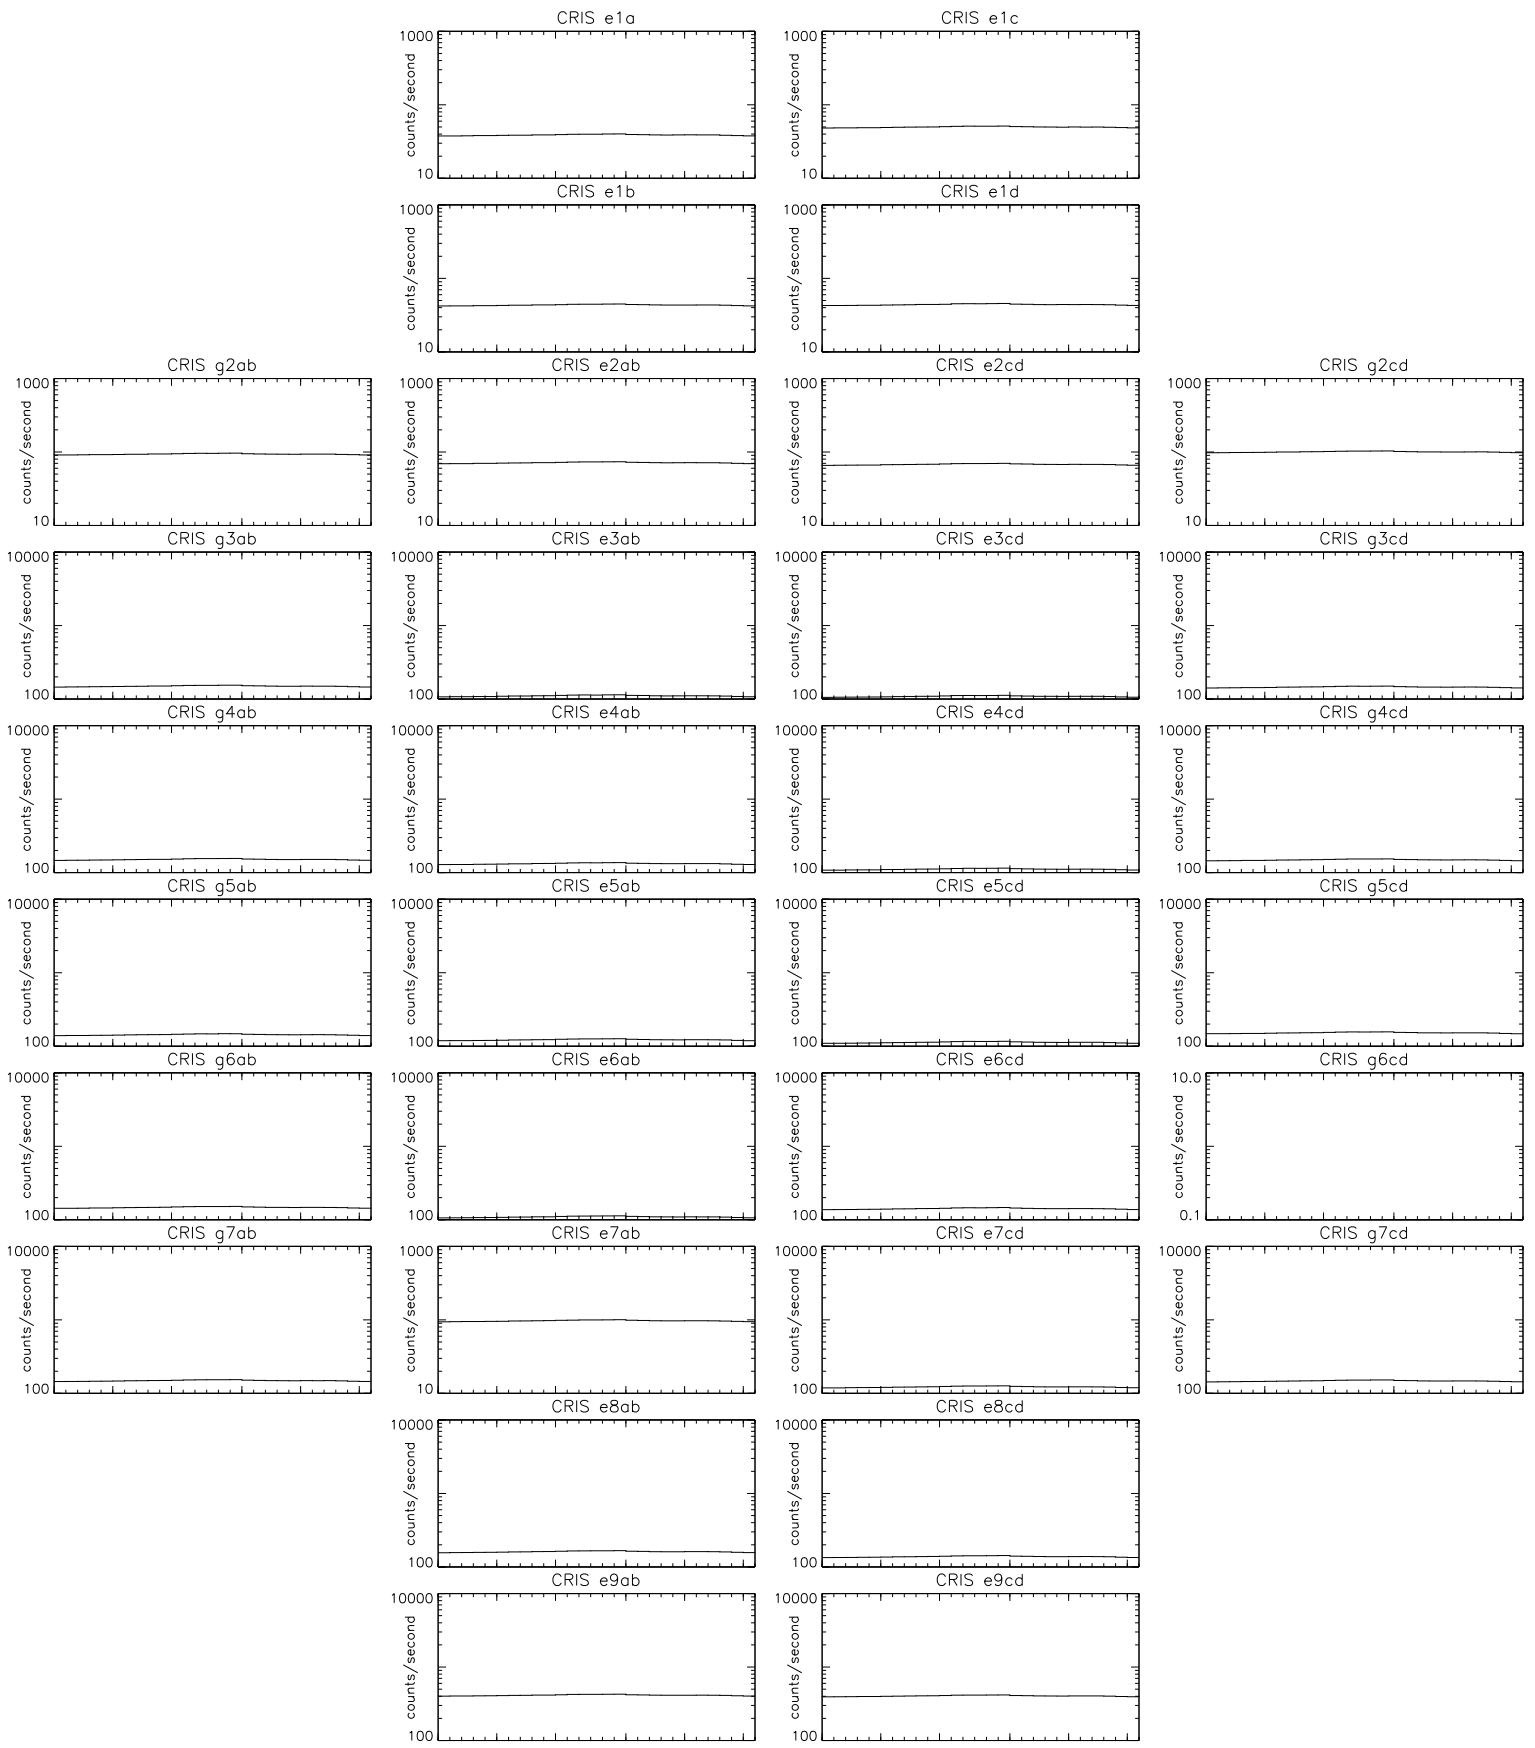 CRIS e1a
1000
counts/second
10
CRIS e1c
1000
counts/second
10
CRIS e1b
1000
counts/second
10
CRIS e1d
1000
counts/second
10
CRIS g2ab
1000
counts/second
10
CRIS e2ab
1000
counts/second
10
CRIS e2cd
1000
counts/second
10
CRIS g2cd
1000
counts/second
10
CRIS g3ab
10000
counts/second
100
CRIS e3ab
10000
counts/second
100
CRIS e3cd
10000
counts/second
100
CRIS g3cd
10000
counts/second
100
CRIS g4ab
10000
counts/second
100
CRIS e4ab
10000
counts/second
100
CRIS e4cd
10000
counts/second
100
CRIS g4cd
10000
counts/second
100
CRIS g5ab
10000
counts/second
100
CRIS e5ab
10000
counts/second
100
CRIS e5cd
10000
counts/second
100
CRIS g5cd
10000
counts/second
100
CRIS g6ab
10000
counts/second
100
CRIS e6ab
10000
counts/second
100
CRIS e6cd
10000
counts/second
100
CRIS g6cd
10.0
counts/second
0.1
CRIS g7ab
10000
counts/second
100
CRIS e7ab
1000
counts/second
10
CRIS e7cd
10000
counts/second
100
CRIS g7cd
10000
counts/second
100
CRIS e8ab
10000
counts/second
100
CRIS e8cd
10000
counts/second
100
CRIS e9ab
10000
counts/second
100
CRIS e9cd
10000
counts/second
100